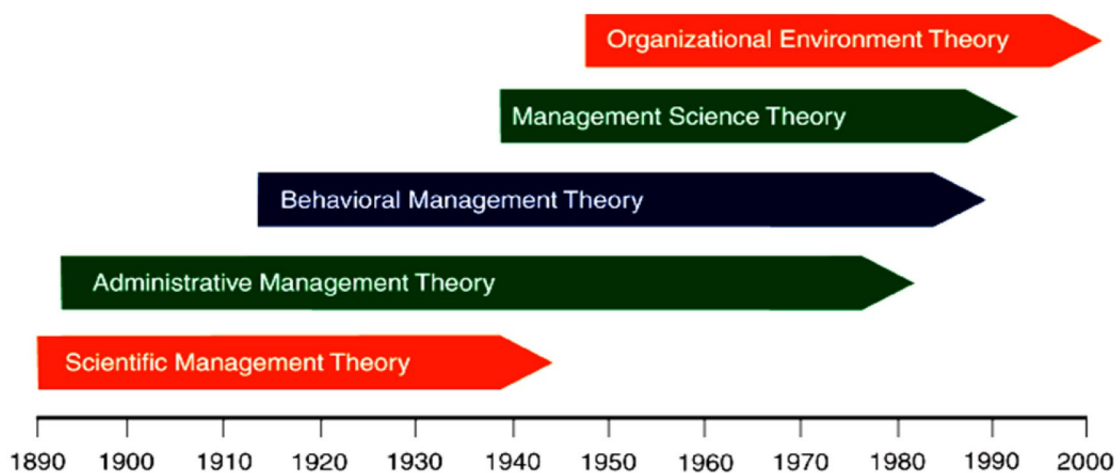 Organizational Environment Theory
Management Science Theory
Behavioral Management Theory
Administrative Management Theory
Scientific Management Theory
1890 1900 1910 1920 1930 1940 1950 1960 1970 1980 1990 2000